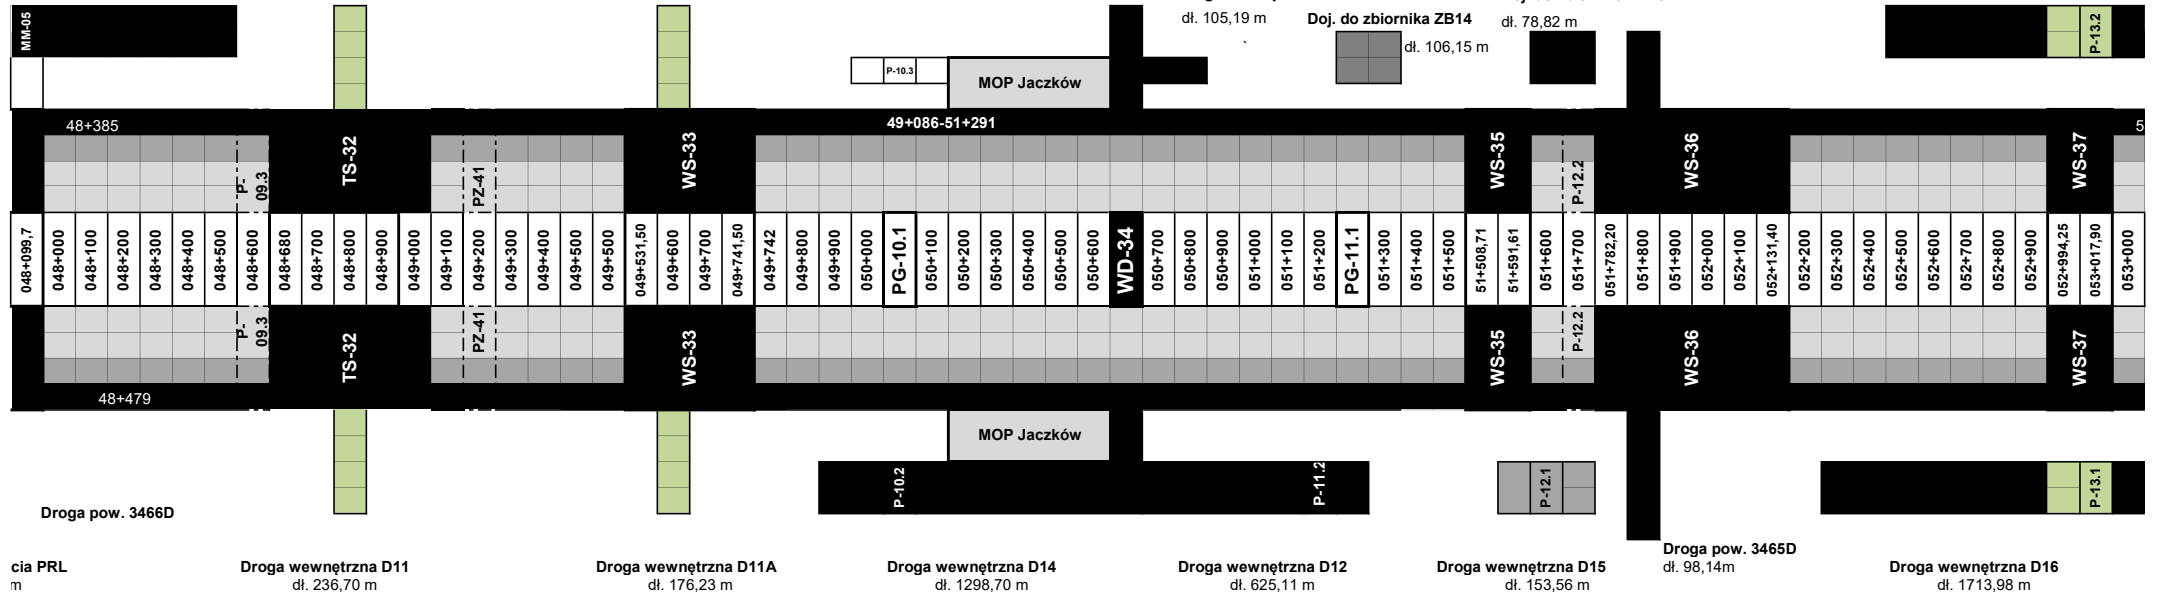 dł. 105,19 m
Doj. do zbiornika ZB14
dł. 78,82 m
MM-05
P-13.2
dł. 106,15 m
P-10.3
MOP Jaczków
48+385
49+086-51+291
5
P-
09.3
TS-32
PZ-41
WS-33
WS-35
P-12.2
WS-36
WS-37
048+099,7
048+000
048+100
048+200
048+300
048+400
048+500
048+600
048+680
048+700
048+800
048+900
049+000
049+100
049+200
049+300
049+400
049+500
049+500
049+531,50
049+600
049+700
049+741,50
049+742
049+800
049+900
050+000
PG-10.1
050+100
050+200
050+300
050+400
050+500
050+600
WD-34
050+700
050+800
050+900
051+000
051+100
051+200
PG-11.1
051+300
051+400
051+500
51+508,71
51+591,61
051+600
051+700
051+782,20
051+800
051+900
052+000
052+100
052+131,40
052+200
052+300
052+400
052+500
052+600
052+700
052+800
052+900
052+994,25
053+017,90
053+000
P-
09.3
TS-32
PZ-41
WS-33
WS-35
P-12.2
WS-36
WS-37
48+479
MOP Jaczków
P-10.2
P-11.2
P-12.1
P-13.1
Droga pow. 3466D
Droga pow. 3465D
dł. 98,14m
cia PRL
m
Droga wewnętrzna D11
dł. 236,70 m
Droga wewnętrzna D11A
dł. 176,23 m
Droga wewnętrzna D14
dł. 1298,70 m
Droga wewnętrzna D12
dł. 625,11 m
Droga wewnętrzna D15
dł. 153,56 m
Droga wewnętrzna D16
dł. 1713,98 m